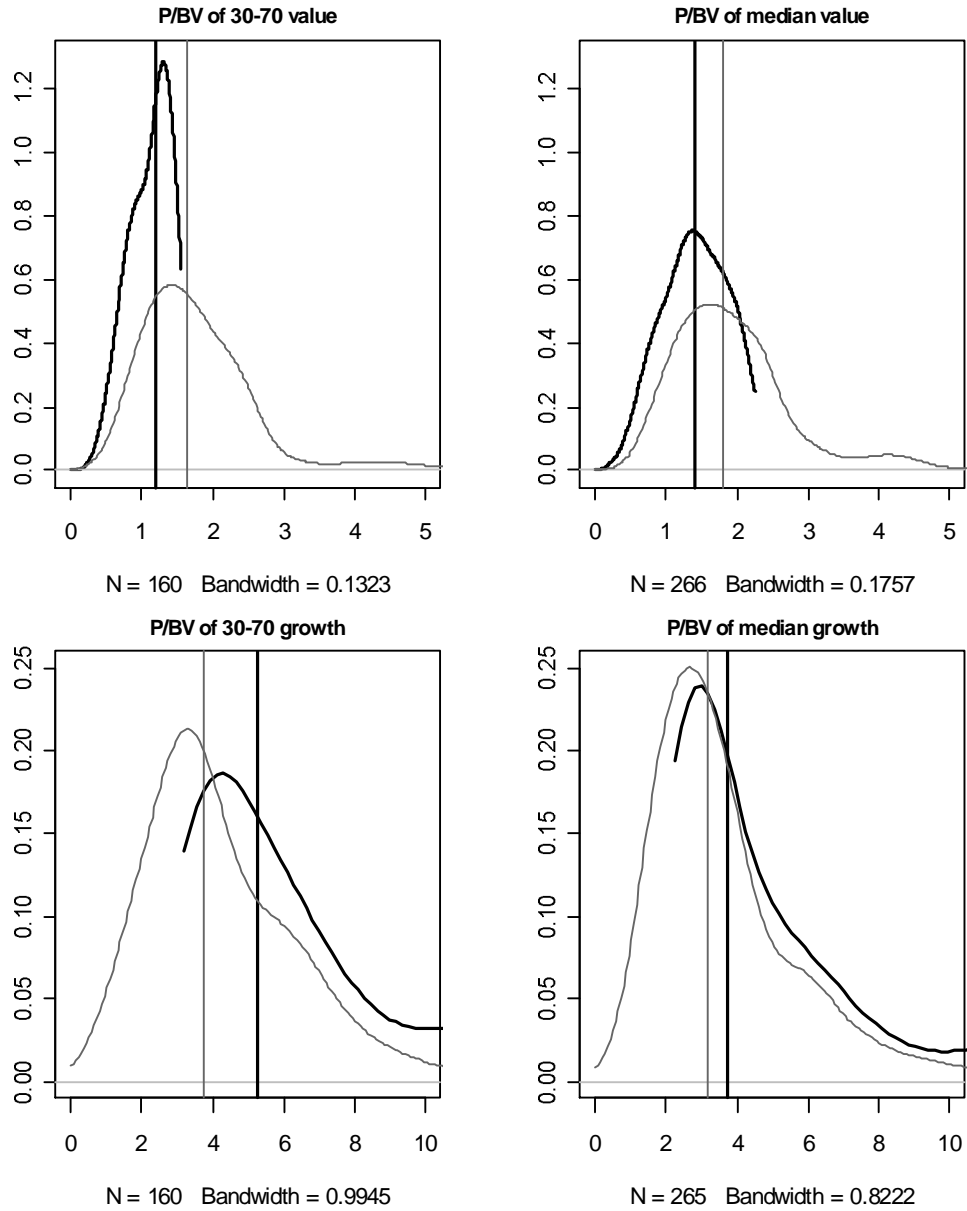 P/BV of 30-70 value
1.2
1.0
0.8
0.6
0.4
0.2
0.0
0 1 2 3 4 5
N = 160 Bandwidth = 0.1323
P/BV of median value
1.2
1.0
0.8
0.6
0.4
0.2
0.0
0 1 2 3 4 5
N = 266 Bandwidth = 0.1757
P/BV of 30-70 growth
0.25
0.20
0.15
0.10
0.05
0.00
0 2 4 6 8 10
N = 160 Bandwidth = 0.9945
P/BV of median growth
0.25
0.20
0.15
0.10
0.05
0.00
0 2 4 6 8 10
N = 265 Bandwidth = 0.8222